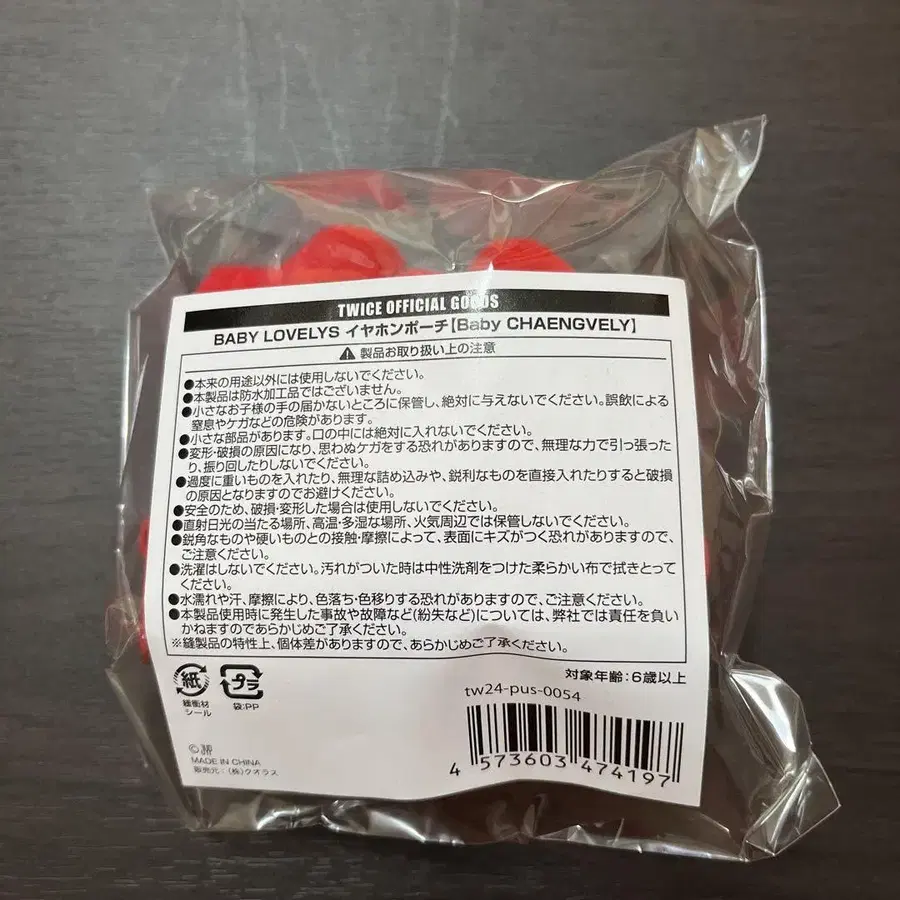 TWICE OFFICIAL GOODS
BABY LOVELYS イヤホンポーチ【Baby CHAENGVELY】
製品お取り扱い上の注意
●本来の用途以外には使用しないでください。
●本製品は防水加工品ではございません。
●小さなお子様の手の届かないところに保管し、絶対に与えないでください。誤飲による
窒息やケガなどの危険があります。
●小さな部品があります。口の中には絶対に入れないでください。
●変形・破損の原因になり、思わぬケガをする恐れがありますので、無理な力で引っ張った
り、振り回したりしないでください。
●過度に重いものを入れたり、無理な詰め込みや、鋭利なものを直接入れたりすると破損
の原因となりますのでお避けください。
●安全のため、破損・変形した場合は使用しないでください。
●直射日光の当たる場所、高温・多湿な場所、火気周辺では保管しないでください。
●鋭角なものや硬いものとの接触・摩擦によって、表面にキズがつく恐れがありますので、
ご注意ください。
●洗濯はしないでください。汚れがついた時は中性洗剤をつけた柔らかい布で拭きとって
ください。
●水濡れや汗、摩擦により、色落ち・色移りする恐れがありますので、ご注意ください。
●本製品使用時に発生した事故や故障など(紛失など)については、弊社では責任を負い
かねますのであらかじめご了承ください。
※縫製品の特性上、個体差がありますので、あらかじめご了承ください。
対象年齢:6歳以上
紙
緩衝材
シール
プラ
袋:PP
tw24-pus-0054
4 573603 474197
©JYP
MADE IN CHINA
販売元:(株)クオラス